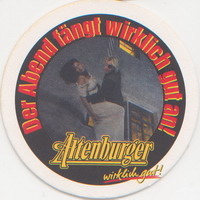 Der Abend fängt wirklich gut an!
Altenburger
wirklich gut!